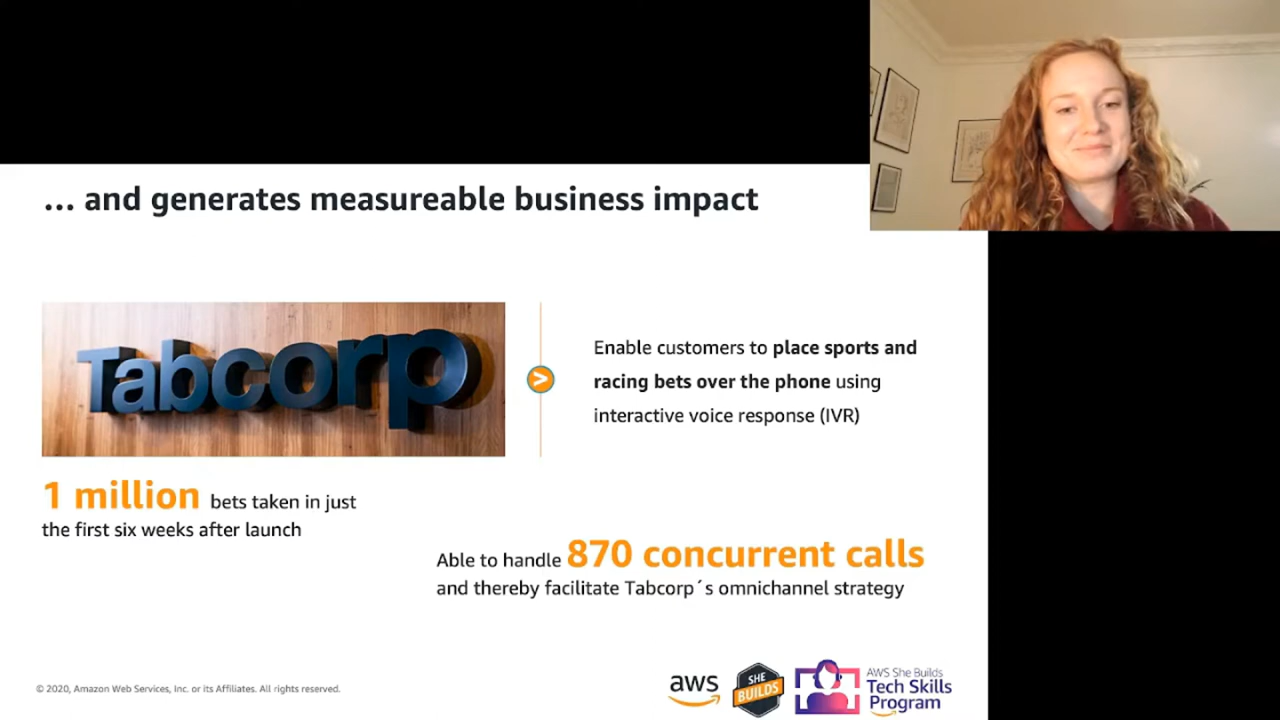 ... and generates measureable business impact
Tabcorp
>
Enable customers to place sports and
racing bets over the phone using
interactive voice response (IVR)
1 million bets taken in just
the first six weeks after launch
Able to handle 870 concurrent calls
and thereby facilitate Tabcorp´s omnichannel strategy
© 2020, Amazon Web Services, Inc. or its Affiliates. All rights reserved.
aws
SHE
BUILDS
AWS She Builds
Tech Skills
Program